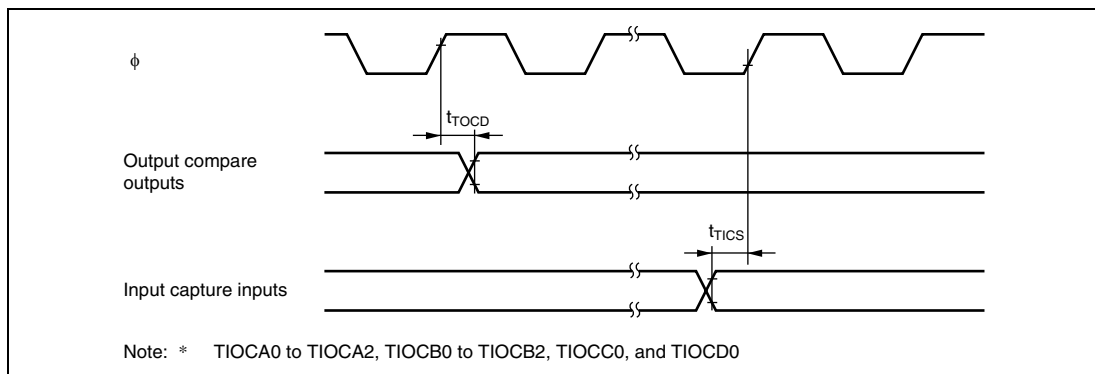 ϕ
tTOCD
Output compare
outputs
tTICS
Input capture inputs
Note: * TIOCA0 to TIOCA2, TIOCB0 to TIOCB2, TIOCC0, and TIOCD0